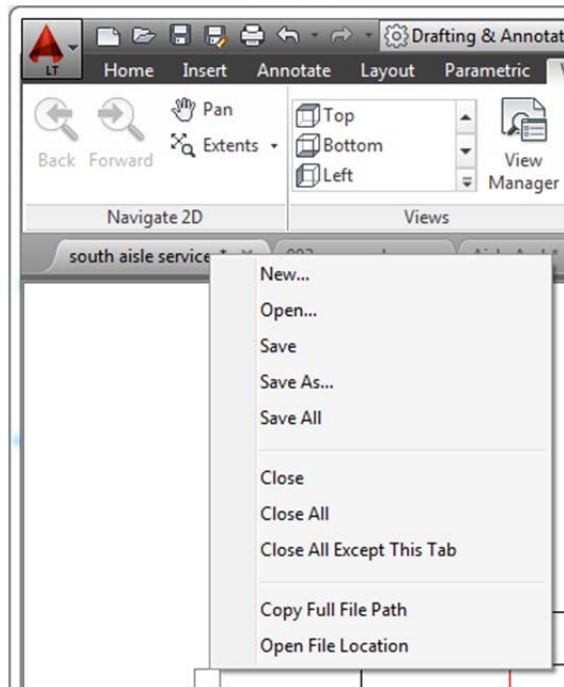 Drafting & Annotat
LT
Home Insert Annotate Layout Parametric
Back Forward
Pan
Extents
Top
Bottom
Left
View
Manager
Navigate 2D
Views
south aisle service
New...
Open...
Save
Save As...
Save All
Close
Close All
Close All Except This Tab
Copy Full File Path
Open File Location